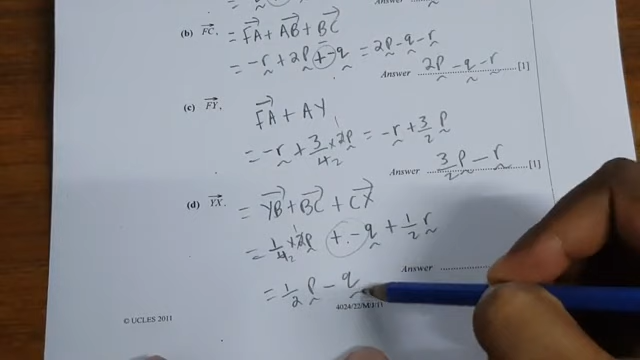 Answer
(b) FC. = FA + AB + BC
= -r + 2p + -q = 2p - q - r
Answer 2p - q - r [1]
(c) FY. FA + AY
= -r + 3/4 × 2p = -r + 3/2 p
Answer 3/2 p - r [1]
(d) YX. = YB + BC + CX
= 1/4 × 2p + - q + 1/2 r
Answer
= 1/2 p - q
© UCLES 2011
4024/22/M/J/11